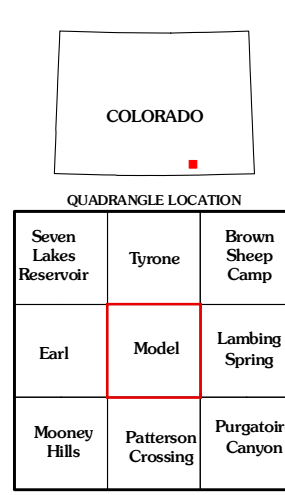 COLORADO
QUADRANGLE LOCATION
Seven
Lakes
Reservoir
Tyrone
Brown
Sheep
Camp
Earl
Model
Lambing
Spring
Mooney
Hills
Patterson
Crossing
Purgatoir
Canyon